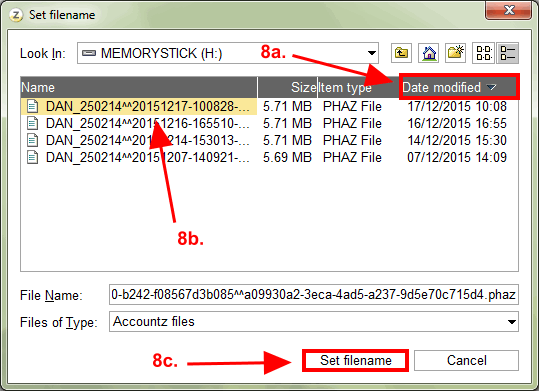 Set filename
Look In: MEMORYSTICK (H:)
8a.
Name Size Item type Date modified
DAN_250214^^20151217-100828-... 5.71 MB PHAZ File 17/12/2015 10:08
DAN_250214^^20151216-165510-... 5.71 MB PHAZ File 16/12/2015 16:55
DAN_250214^^20151214-153013-... 5.71 MB PHAZ File 14/12/2015 15:30
DAN_250214^^20151207-140921-... 5.69 MB PHAZ File 07/12/2015 14:09
8b.
File Name: 0-b242-f08567d3b085^^a09930a2-3eca-4ad5-a237-9d5e70c715d4.phaz
Files of Type: Accountz files
8c.
Set filename Cancel